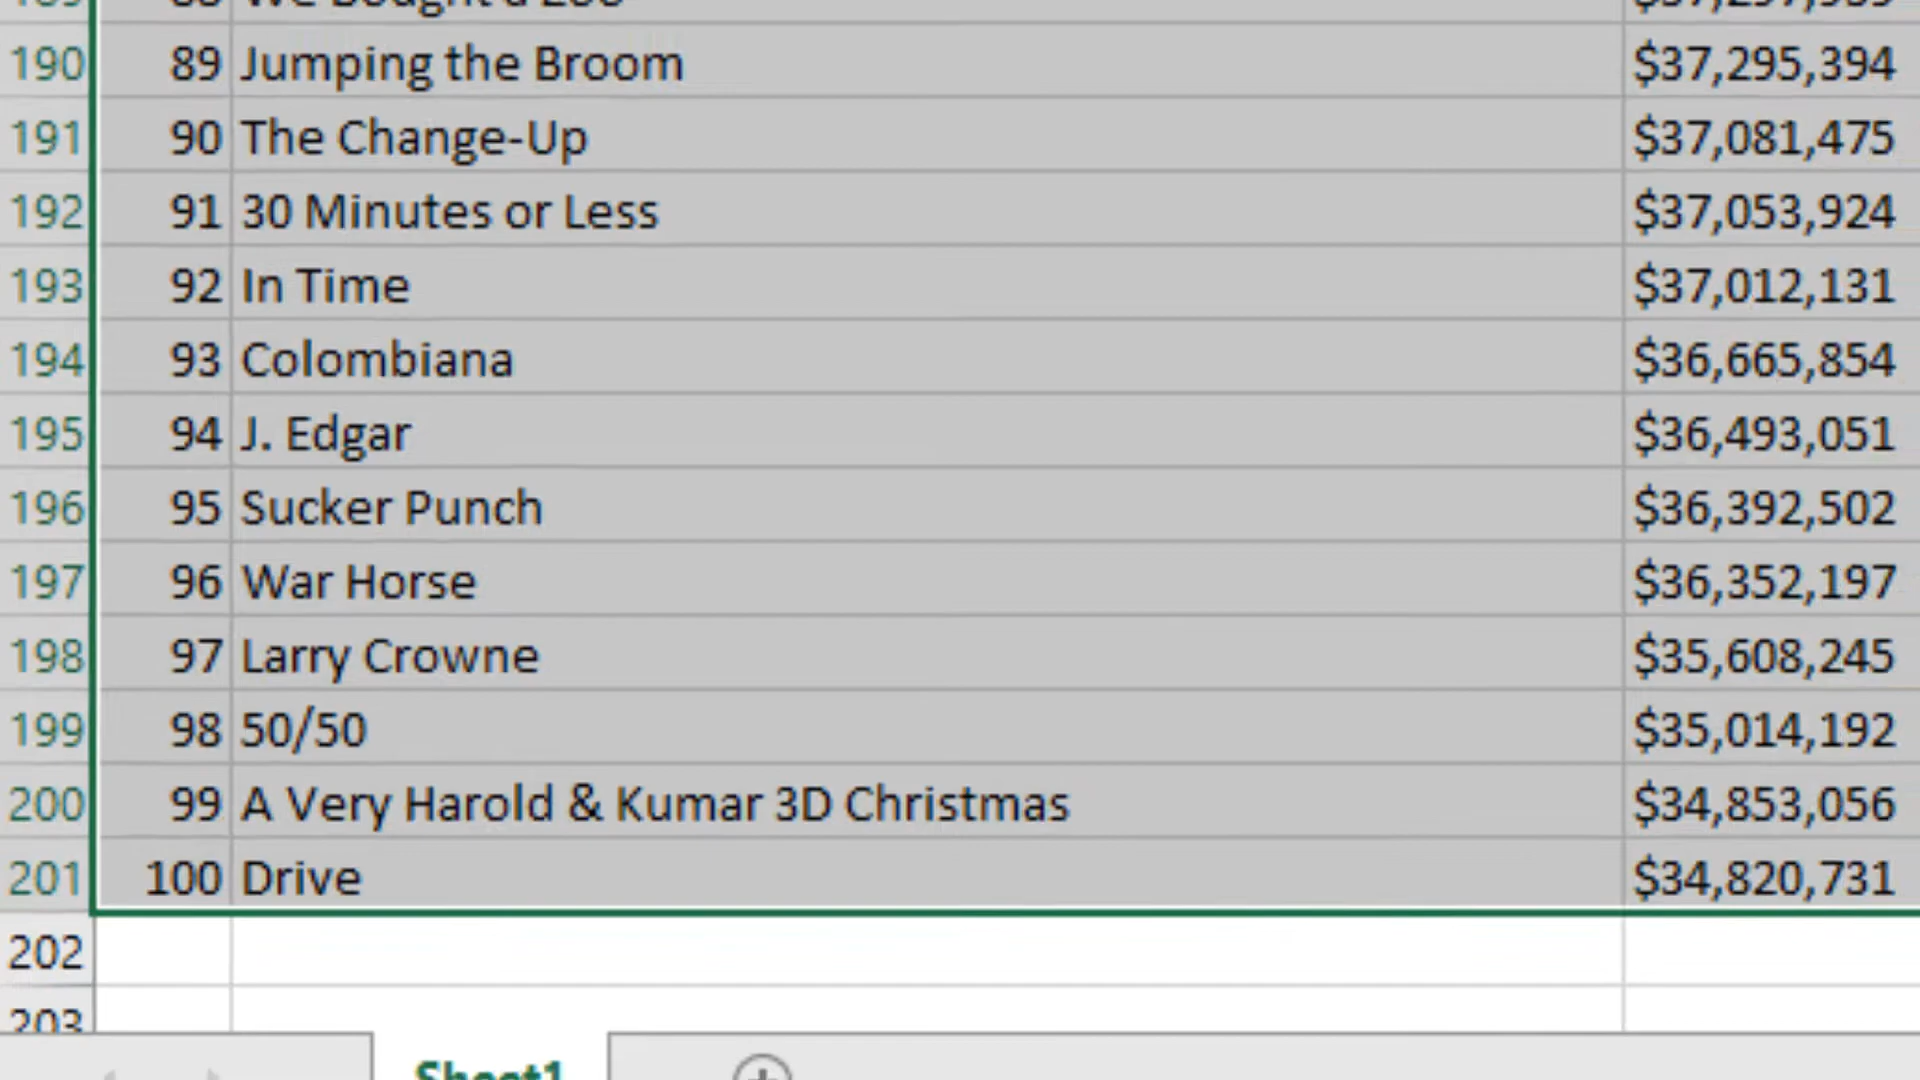 190 89 Jumping the Broom $37,295,394
191 90 The Change-Up $37,081,475
192 91 30 Minutes or Less $37,053,924
193 92 In Time $37,012,131
194 93 Colombiana $36,665,854
195 94 J. Edgar $36,493,051
196 95 Sucker Punch $36,392,502
197 96 War Horse $36,352,197
198 97 Larry Crowne $35,608,245
199 98 50/50 $35,014,192
200 99 A Very Harold & Kumar 3D Christmas $34,853,056
201 100 Drive $34,820,731
202
203
Sheet1